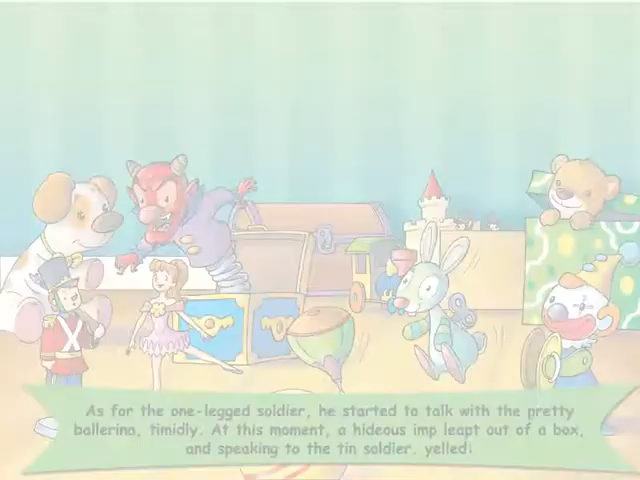 As for the one-legged soldier, he started to talk with the pretty
ballerina, timidly. At this moment, a hideous imp leapt out of a box,
and speaking to the tin soldier, yelled: